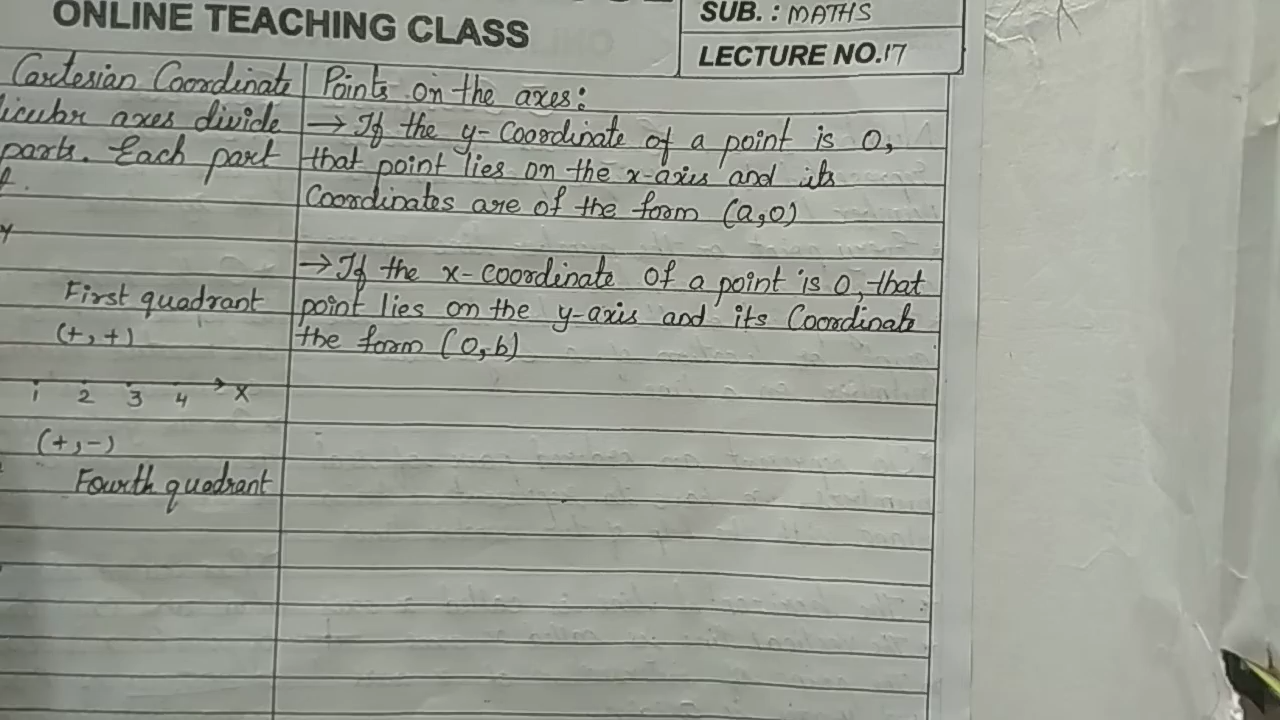 ONLINE TEACHING CLASS
SUB. : MATHS
LECTURE NO.17
Cartesian Coordinate
axes divide
parts. Each part
Y
First quadrant
(+,+)
1 2 3 4 X
(+,-)
Fourth quadrant
Points on the axes:
→ If the y-Coordinate of a point is 0,
that point lies on the x-axis and its
Coordinates are of the form (a,0)
→ If the x-coordinate of a point is 0, that
point lies on the y-axis and its Coordinate
the form (0,b)